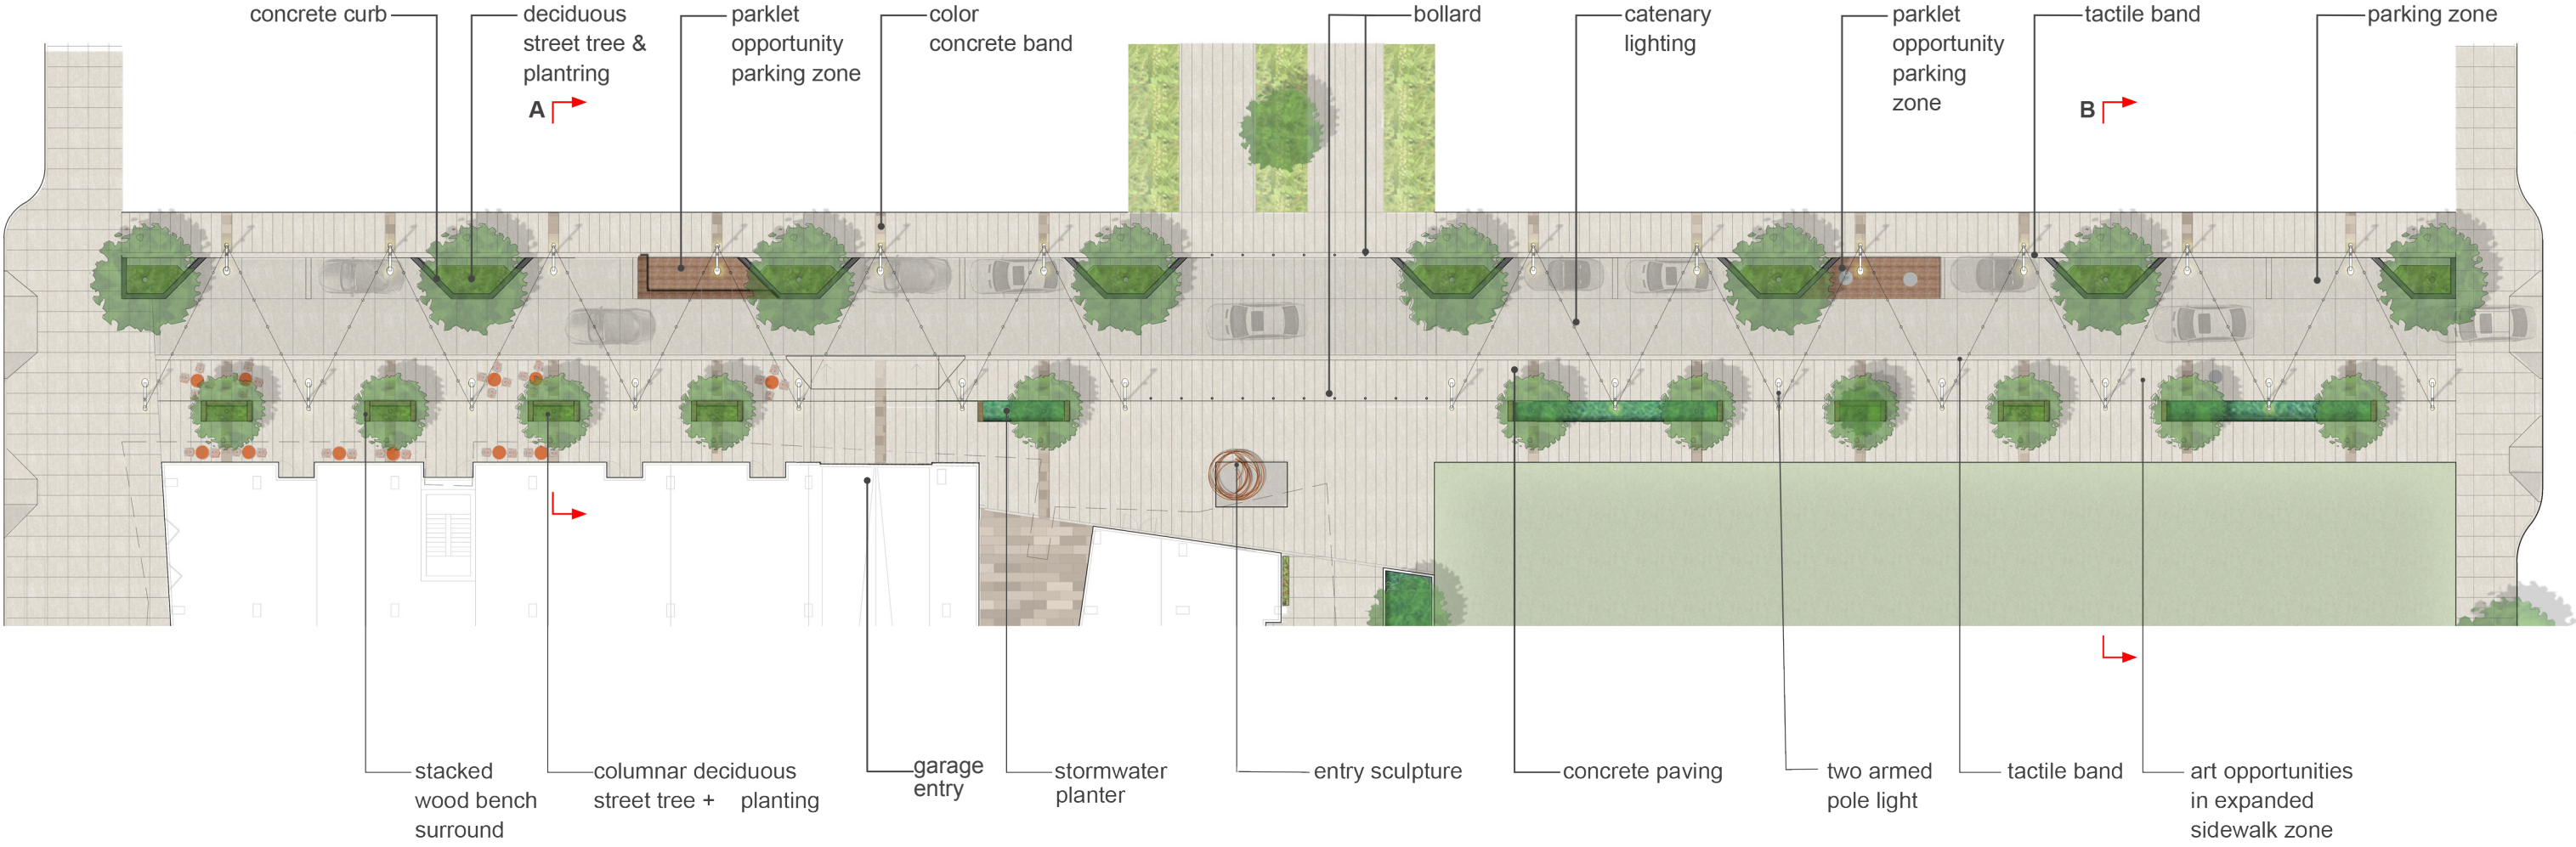 concrete curb
deciduous
street tree &
plantring
parklet
opportunity
parking zone
color
concrete band
bollard
catenary
lighting
parklet
opportunity
parking
zone
tactile band
parking zone
A
B
stacked
wood bench
surround
columnar deciduous
street tree + planting
garage
entry
stormwater
planter
entry sculpture
concrete paving
two armed
pole light
tactile band
art opportunities
in expanded
sidewalk zone